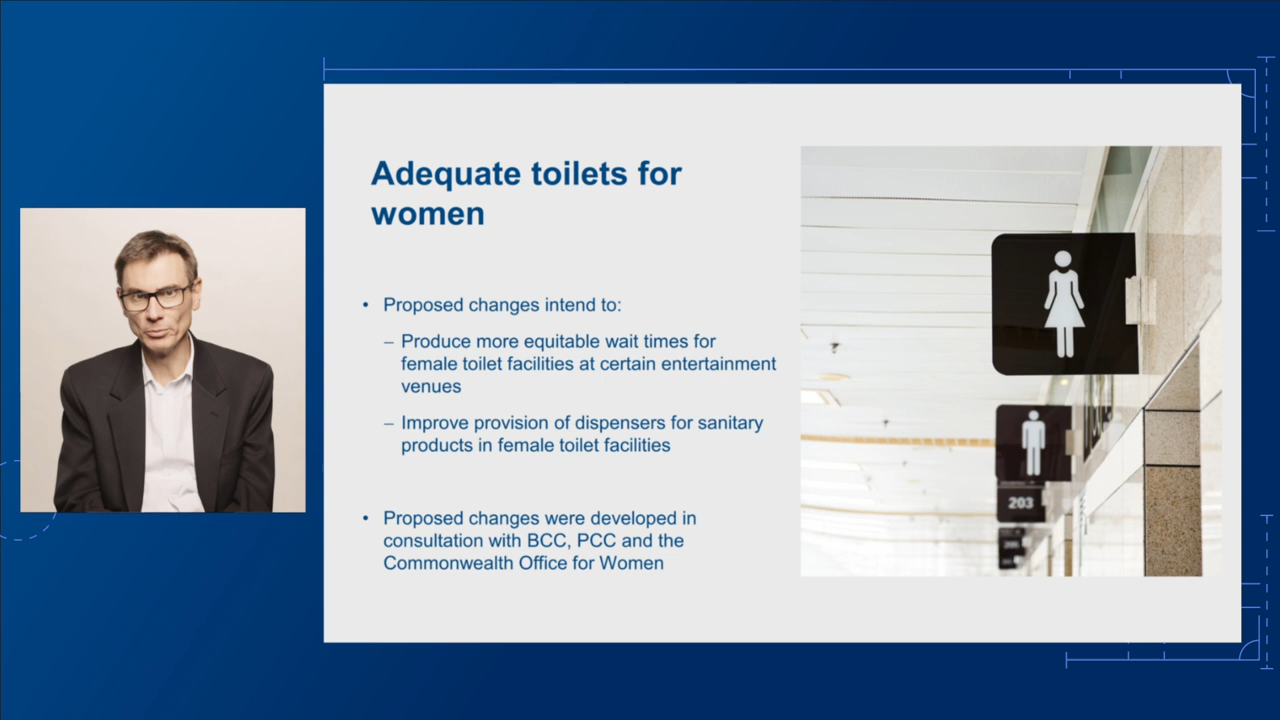 Adequate toilets for
women
• Proposed changes intend to:
– Produce more equitable wait times for
female toilet facilities at certain entertainment
venues
– Improve provision of dispensers for sanitary
products in female toilet facilities
• Proposed changes were developed in
consultation with BCC, PCC and the
Commonwealth Office for Women
203